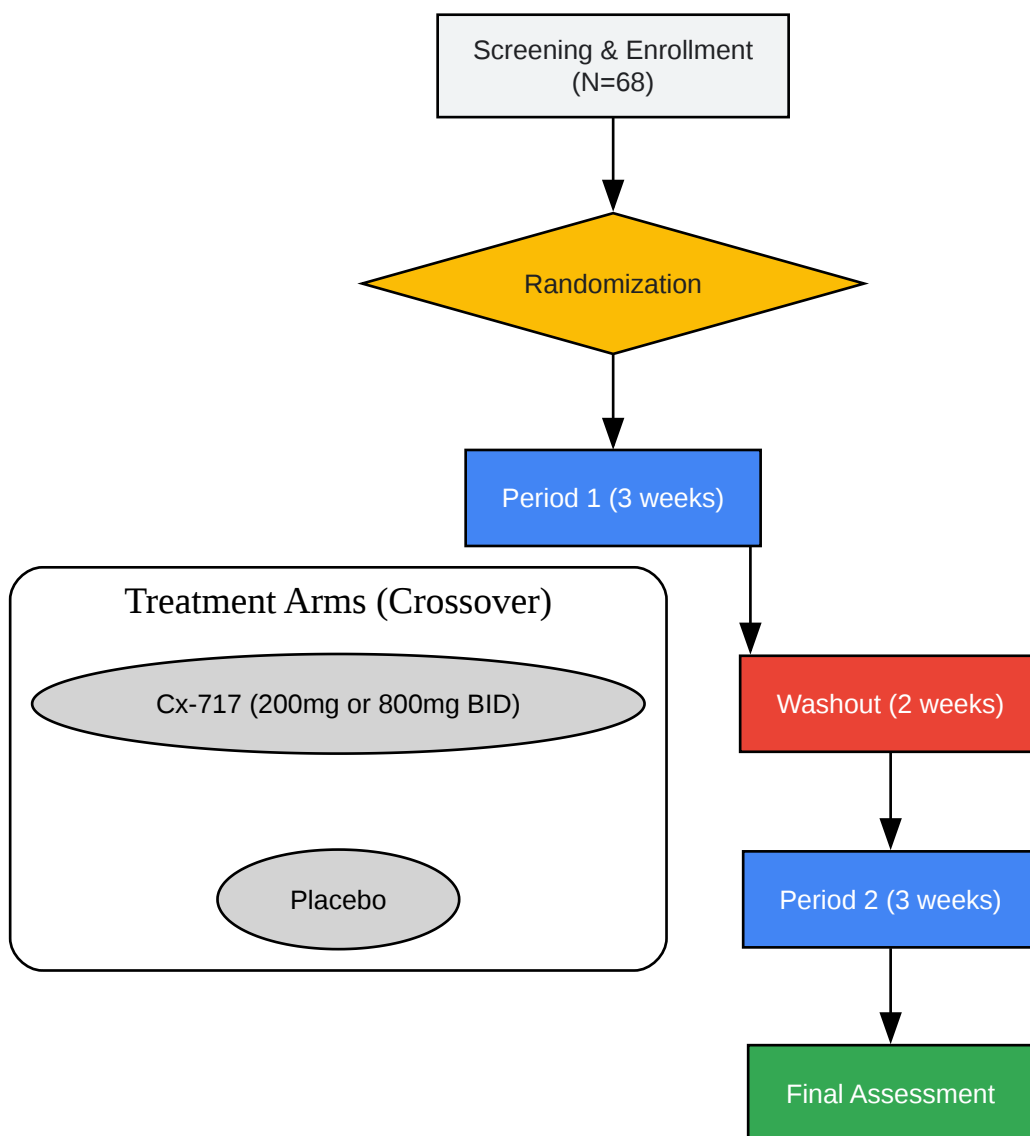 Screening & Enrollment
(N=68)
Randomization
Period 1 (3 weeks)
Treatment Arms (Crossover)
Cx-717 (200mg or 800mg BID)
Washout (2 weeks)
Placebo
Period 2 (3 weeks)
Final Assessment